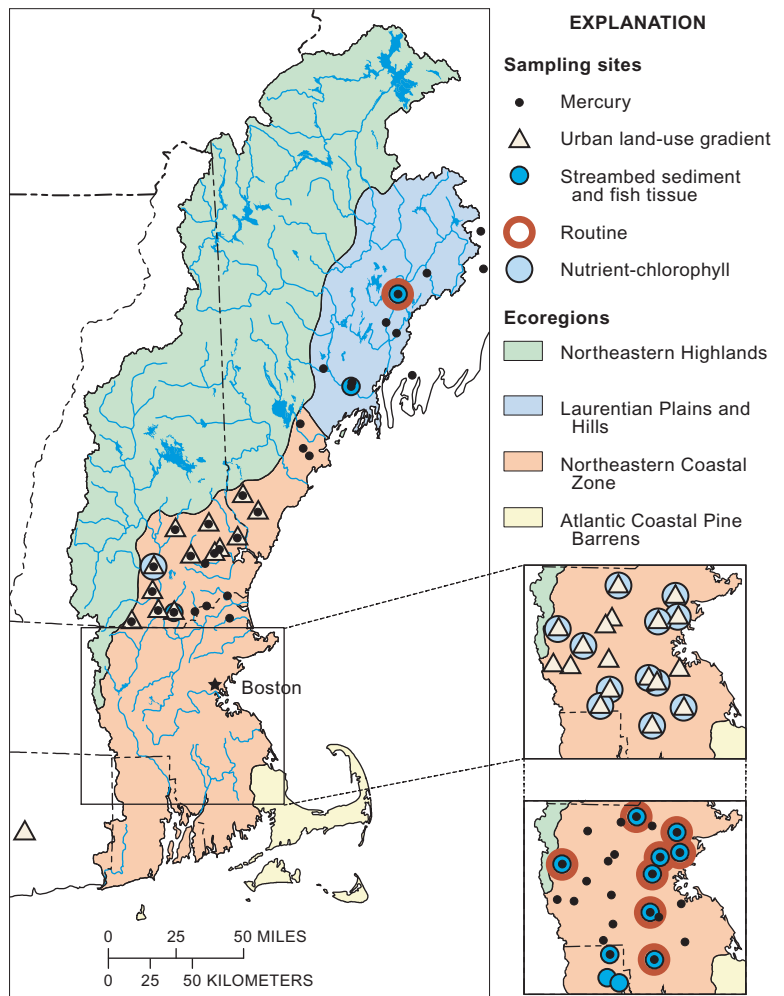 EXPLANATION
Sampling sites
Mercury
Urban land-use gradient
Streambed sediment
and fish tissue
Routine
Nutrient-chlorophyll
Ecoregions
Northeastern Highlands
Laurentian Plains and
Hills
Northeastern Coastal
Zone
Atlantic Coastal Pine
Barrens
Boston
0 25 50 MILES
0 25 50 KILOMETERS